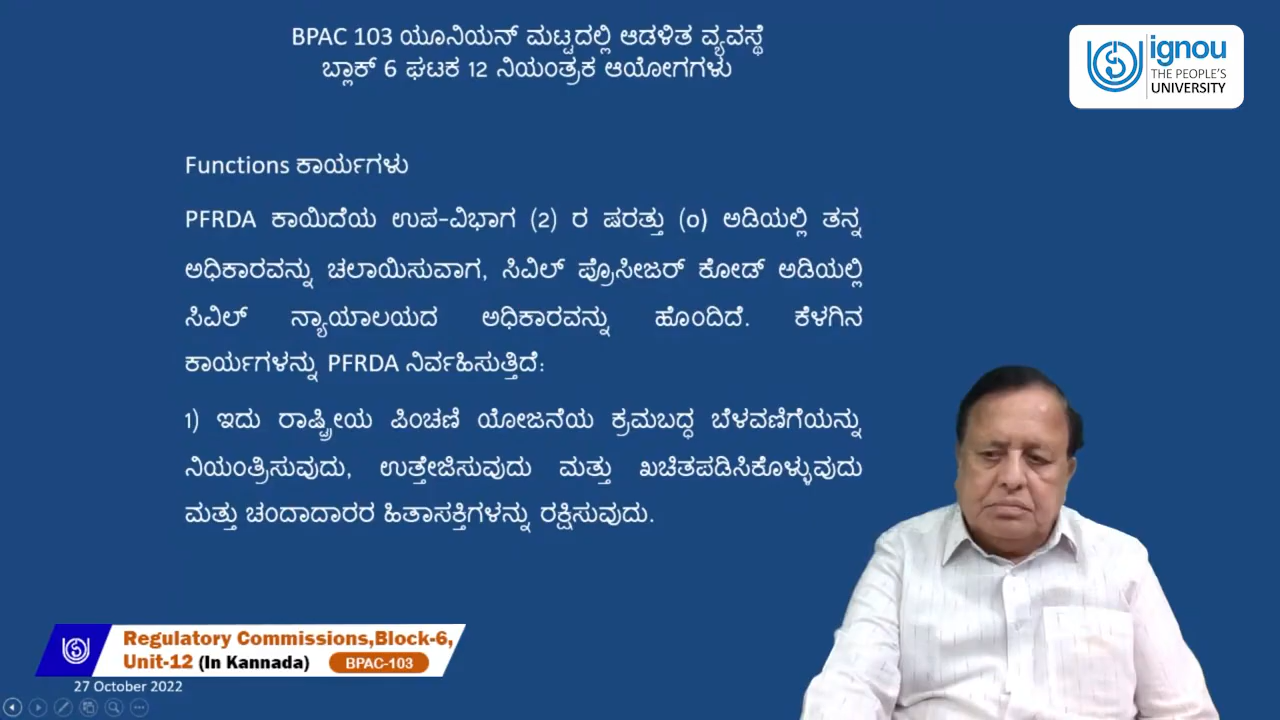 BPAC 103 ಯೂನಿಯನ್ ಮಟ್ಟದಲ್ಲಿ ಆಡಳಿತ ವ್ಯವಸ್ಥೆ
ಬ್ಲಾಕ್ 6 ಘಟಕ 12 ನಿಯಂತ್ರಕ ಆಯೋಗಗಳು
ignou
THE PEOPLE'S
UNIVERSITY
Functions ಕಾರ್ಯಗಳು
PFRDA ಕಾಯಿದೆಯ ಉಪ-ವಿಭಾಗ (2) ರ ಷರತ್ತು (o) ಅಡಿಯಲ್ಲಿ ತನ್ನ
ಅಧಿಕಾರವನ್ನು ಚಲಾಯಿಸುವಾಗ, ಸಿವಿಲ್ ಪ್ರೊಸೀಜರ್ ಕೋಡ್ ಅಡಿಯಲ್ಲಿ
ಸಿವಿಲ್ ನ್ಯಾಯಾಲಯದ ಅಧಿಕಾರವನ್ನು ಹೊಂದಿದೆ. ಕೆಳಗಿನ
ಕಾರ್ಯಗಳನ್ನು PFRDA ನಿರ್ವಹಿಸುತ್ತಿದೆ:
1) ಇದು ರಾಷ್ಟ್ರೀಯ ಪಿಂಚಣಿ ಯೋಜನೆಯ ಕ್ರಮಬದ್ಧ ಬೆಳವಣಿಗೆಯನ್ನು
ನಿಯಂತ್ರಿಸುವುದು, ಉತ್ತೇಜಿಸುವುದು ಮತ್ತು ಖಚಿತಪಡಿಸಿಕೊಳ್ಳುವುದು
ಮತ್ತು ಚಂದಾದಾರರ ಹಿತಾಸಕ್ತಿಗಳನ್ನು ರಕ್ಷಿಸುವುದು.
Regulatory Commissions,Block-6,
Unit-12 (In Kannada) BPAC-103
27 October 2022